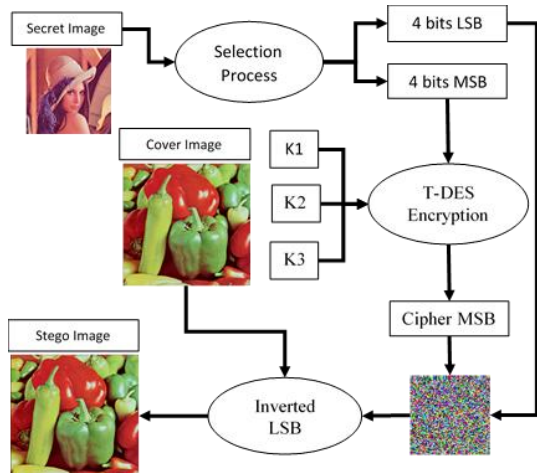 Secret Image
Selection
Process
4 bits LSB
4 bits MSB
Cover Image
K1
K2
K3
T-DES
Encryption
Cipher MSB
Stego Image
Inverted
LSB